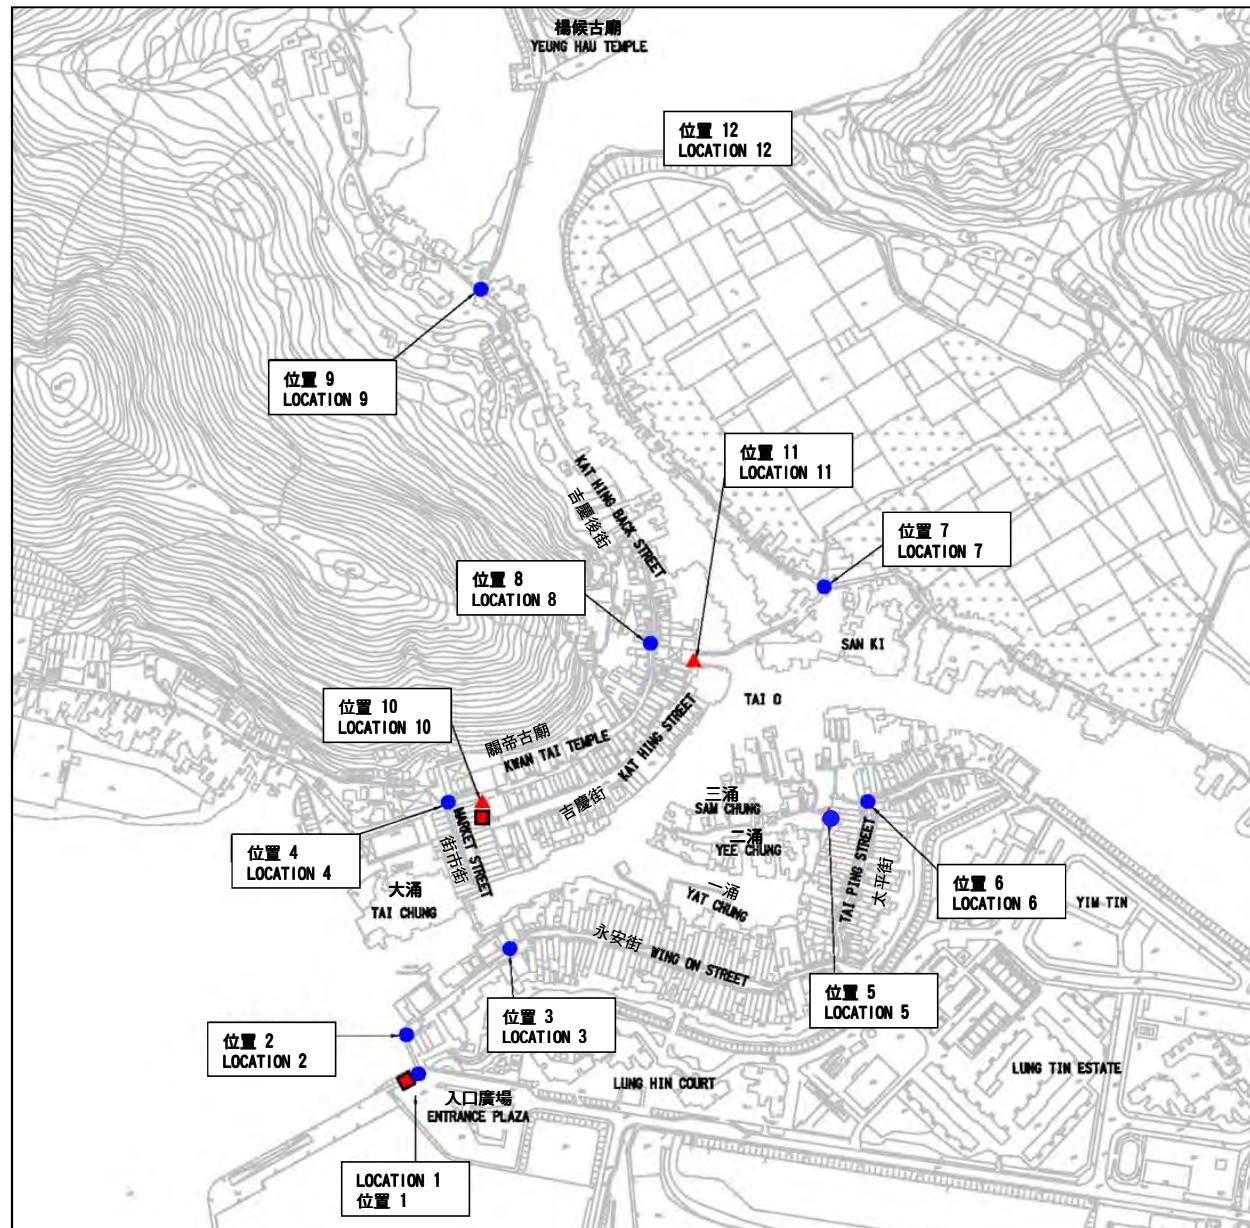 楊候古廟
YEUNG HAU TEMPLE
位置 12
LOCATION 12
位置 9
LOCATION 9
位置 11
LOCATION 11
KAT HING BACK STREET
吉慶後街
位置 7
LOCATION 7
位置 8
LOCATION 8
SAN KI
TAI O
位置 10
LOCATION 10
關帝古廟
KWAN TAI TEMPLE
KAT HING STREET
吉慶街
三涌
SAM CHUNG
二涌
YEE CHUNG
位置 4
LOCATION 4
MARKET STREET
街市街
TAI PING STREET
太平街
位置 6
LOCATION 6
YIM TIN
大涌
TAI CHUNG
一涌
YAT CHUNG
永安街 WING ON STREET
位置 5
LOCATION 5
位置 3
LOCATION 3
位置 2
LOCATION 2
LUNG HIN COURT
LUNG TIN ESTATE
入口廣場
ENTRANCE PLAZA
LOCATION 1
位置 1